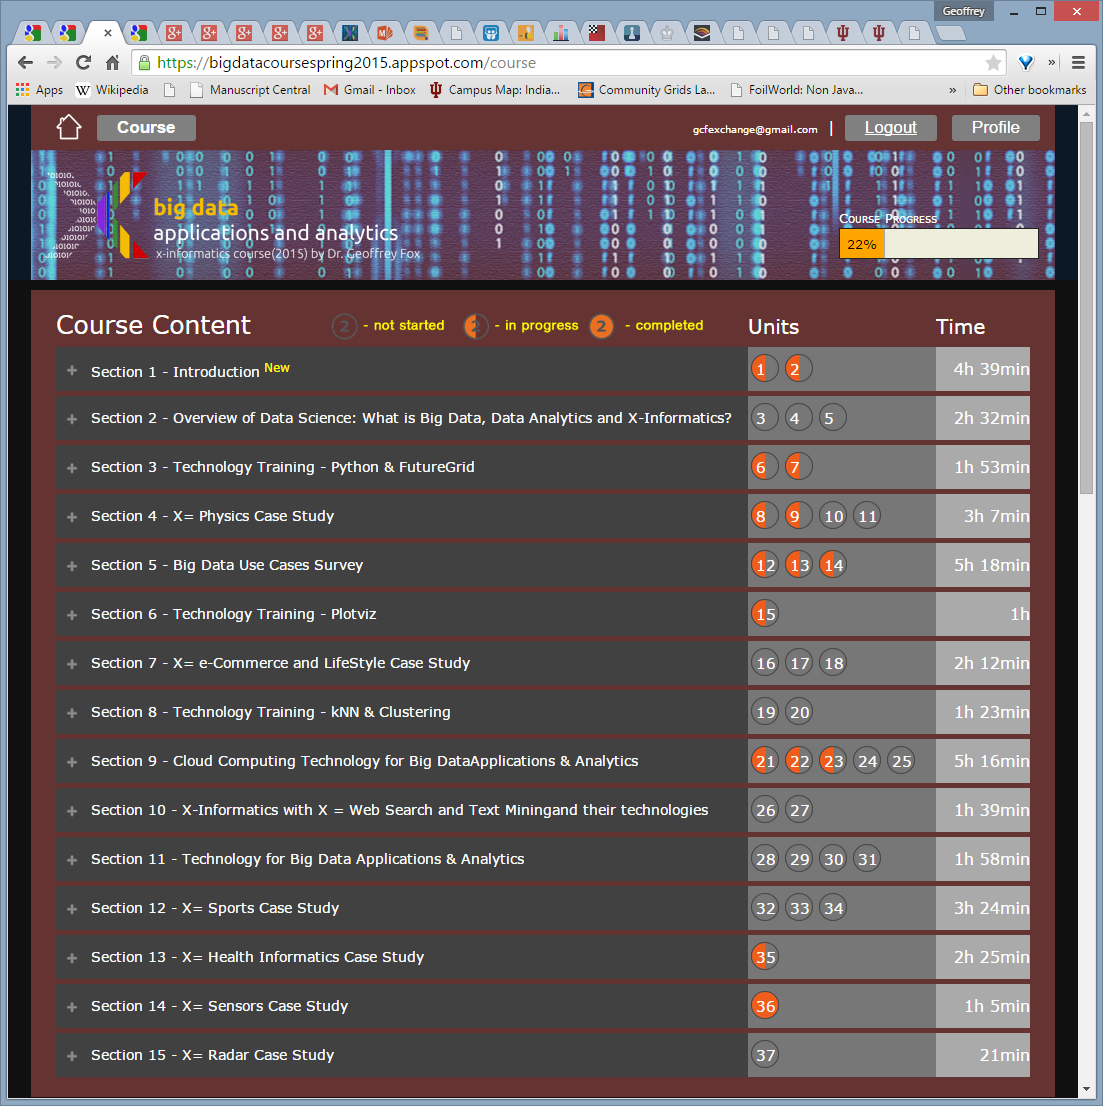 Geoffrey
https://bigdatacoursespring2015.appspot.com/course
Apps Wikipedia Manuscript Central Gmail - Inbox Campus Map: India... Community Grids La... FoilWorld: Non Java... » Other bookmarks
Course gcfexchange@gmail.com | Logout Profile
big data
applications and analytics
x-informatics course(2015) by Dr. Geoffrey Fox
Course Progress
22%
Course Content 2 - not started 2 - in progress 2 - completed Units Time
+ Section 1 - Introduction New 1 2 4h 39min
+ Section 2 - Overview of Data Science: What is Big Data, Data Analytics and X-Informatics? 3 4 5 2h 32min
+ Section 3 - Technology Training - Python & FutureGrid 6 7 1h 53min
+ Section 4 - X= Physics Case Study 8 9 10 11 3h 7min
+ Section 5 - Big Data Use Cases Survey 12 13 14 5h 18min
+ Section 6 - Technology Training - Plotviz 15 1h
+ Section 7 - X= e-Commerce and LifeStyle Case Study 16 17 18 2h 12min
+ Section 8 - Technology Training - kNN & Clustering 19 20 1h 23min
+ Section 9 - Cloud Computing Technology for Big DataApplications & Analytics 21 22 23 24 25 5h 16min
+ Section 10 - X-Informatics with X = Web Search and Text Miningand their technologies 26 27 1h 39min
+ Section 11 - Technology for Big Data Applications & Analytics 28 29 30 31 1h 58min
+ Section 12 - X= Sports Case Study 32 33 34 3h 24min
+ Section 13 - X= Health Informatics Case Study 35 2h 25min
+ Section 14 - X= Sensors Case Study 36 1h 5min
+ Section 15 - X= Radar Case Study 37 21min